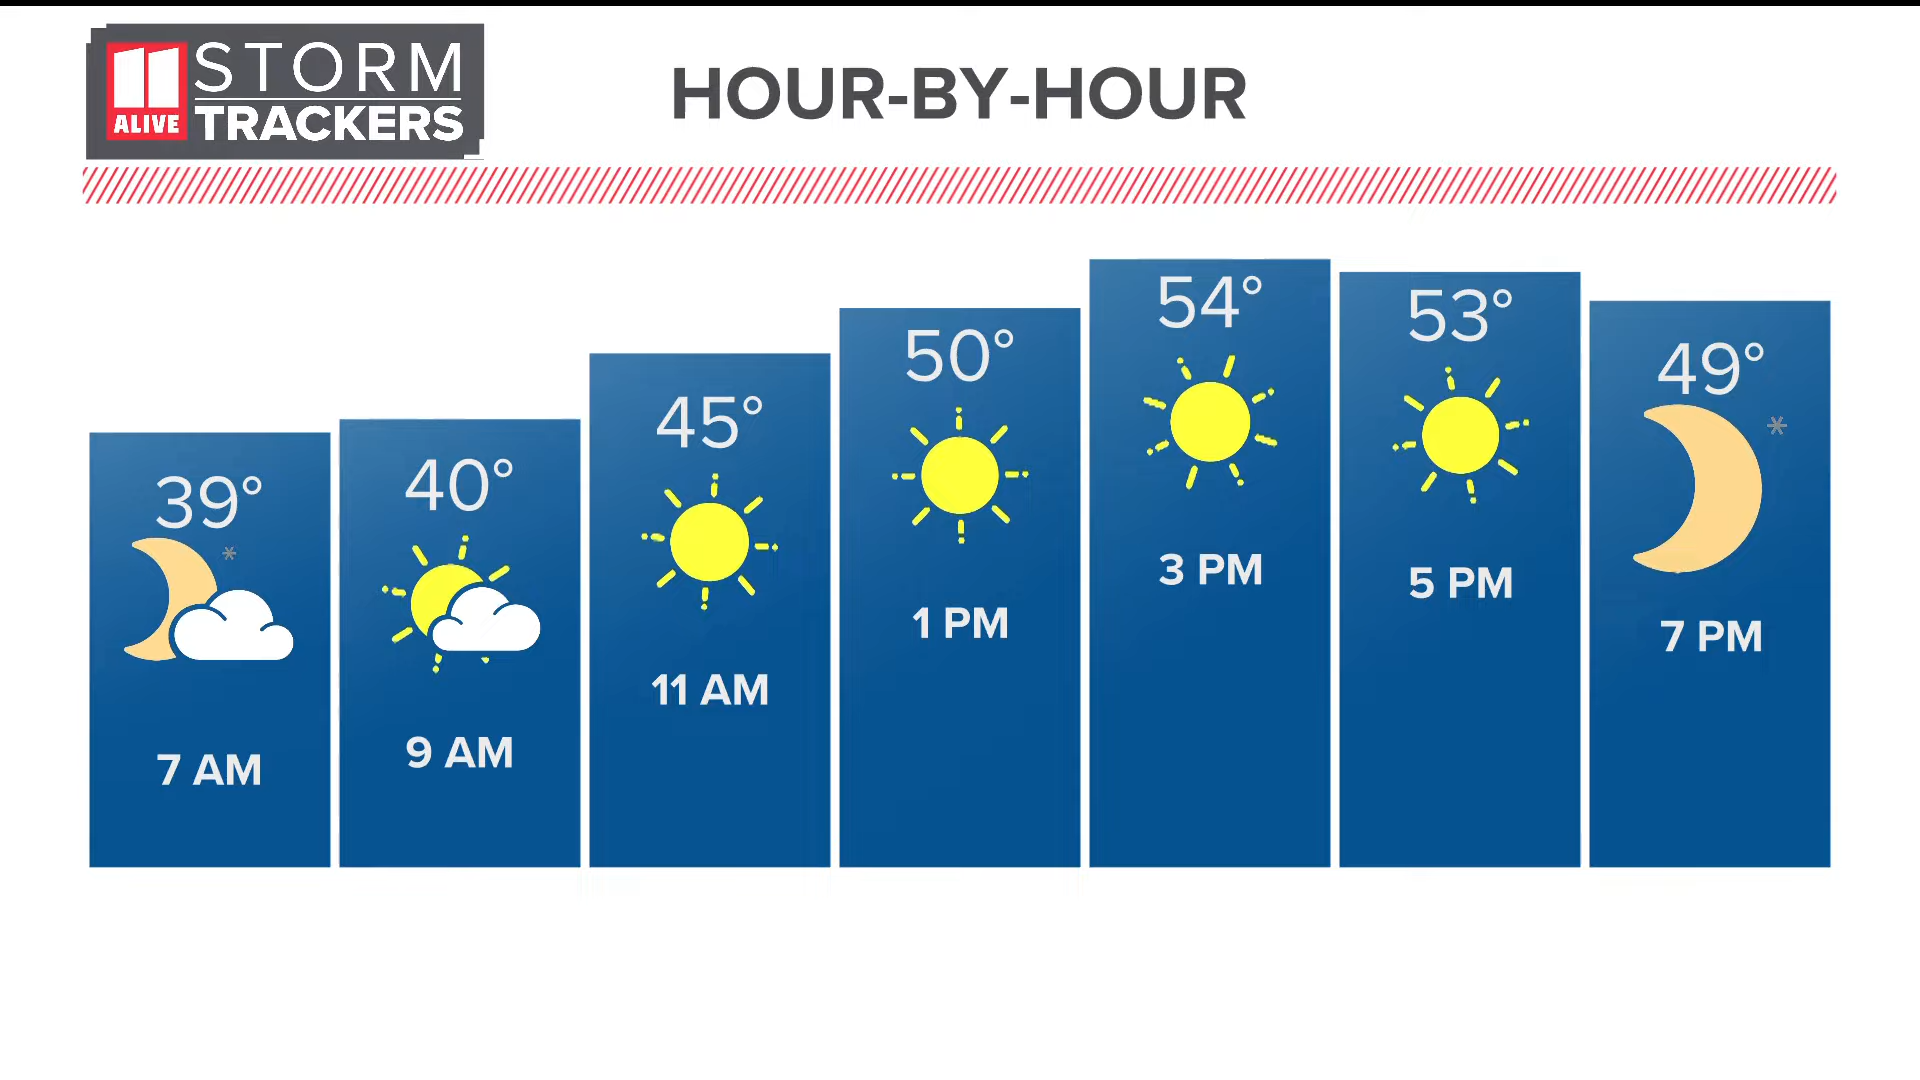 11 ALIVE
STORM
TRACKERS
HOUR-BY-HOUR
39°
7 AM
40°
9 AM
45°
11 AM
50°
1 PM
54°
3 PM
53°
5 PM
49°
7 PM